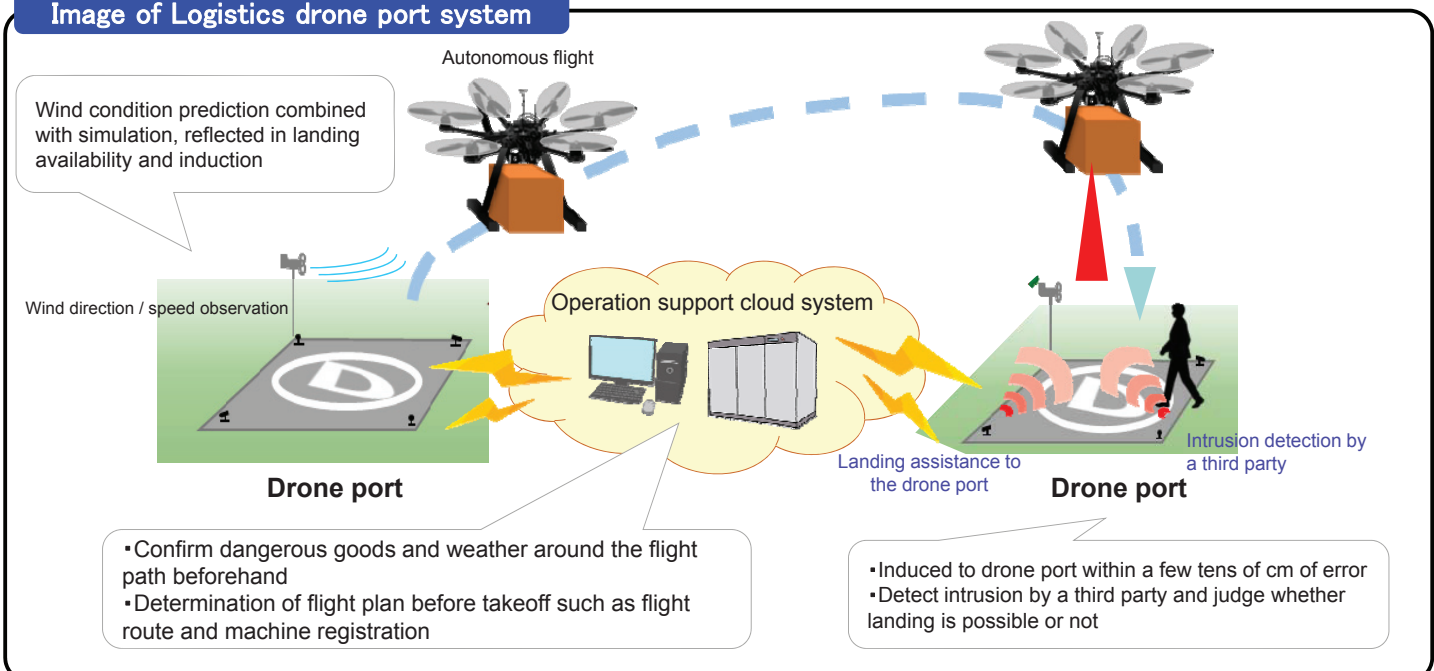 Image of Logistics drone port system
Autonomous flight
Wind condition prediction combined
with simulation, reflected in landing
availability and induction
Wind direction / speed observation
Operation support cloud system
D
D
Landing assistance to
the drone port
Intrusion detection by
a third party
Drone port
Drone port
・Confirm dangerous goods and weather around the flight
path beforehand
・Determination of flight plan before takeoff such as flight
route and machine registration
・Induced to drone port within a few tens of cm of error
・Detect intrusion by a third party and judge whether
landing is possible or not